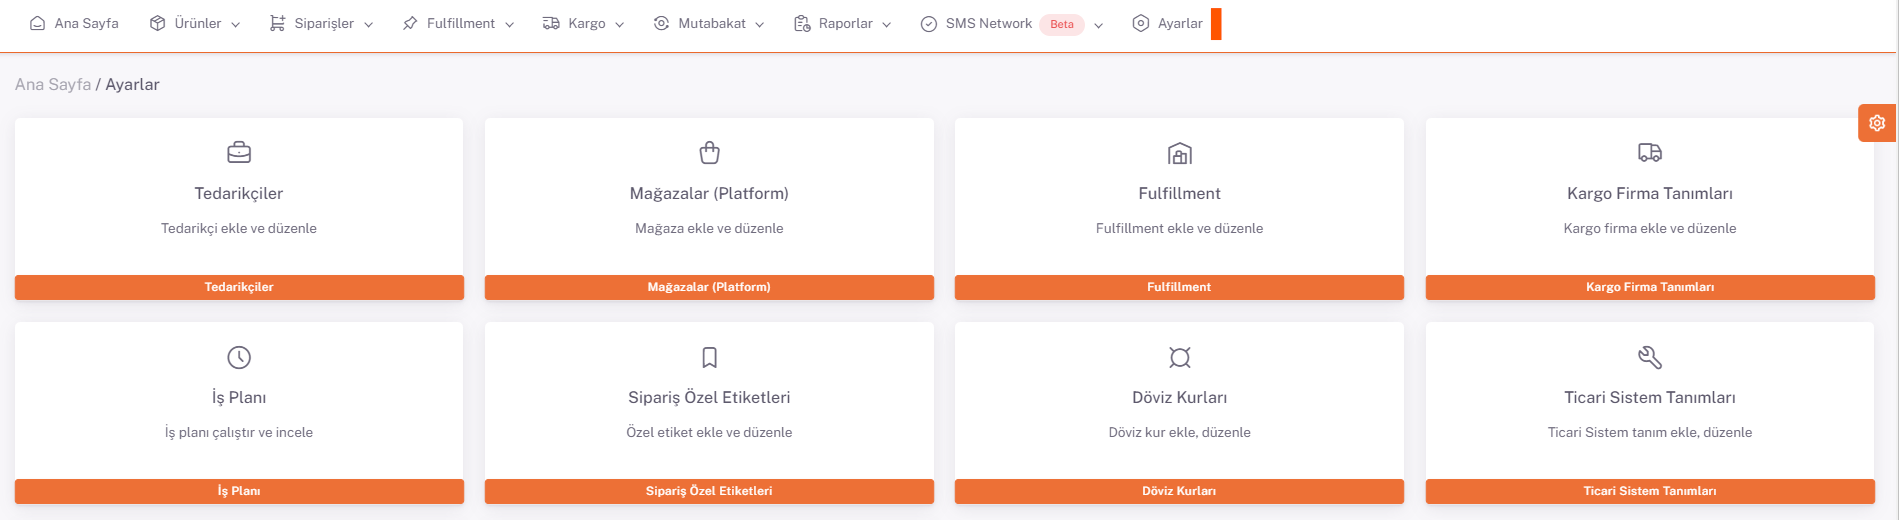 Ana Sayfa Ürünler Siparişler Fulfillment Kargo Mutabakat Raporlar SMS Network Beta Ayarlar
Ana Sayfa / Ayarlar
Tedarikçiler Mağazalar (Platform) Fulfillment Kargo Firma Tanımları
Tedarikçi ekle ve düzenle Mağaza ekle ve düzenle Fulfillment ekle ve düzenle Kargo firma ekle ve düzenle
Tedarikçiler Mağazalar (Platform) Fulfillment Kargo Firma Tanımları
İş Planı Sipariş Özel Etiketleri Döviz Kurları Ticari Sistem Tanımları
İş planı çalıştır ve incele Özel etiket ekle ve düzenle Döviz kur ekle, düzenle Ticari Sistem tanım ekle, düzenle
İş Planı Sipariş Özel Etiketleri Döviz Kurları Ticari Sistem Tanımları